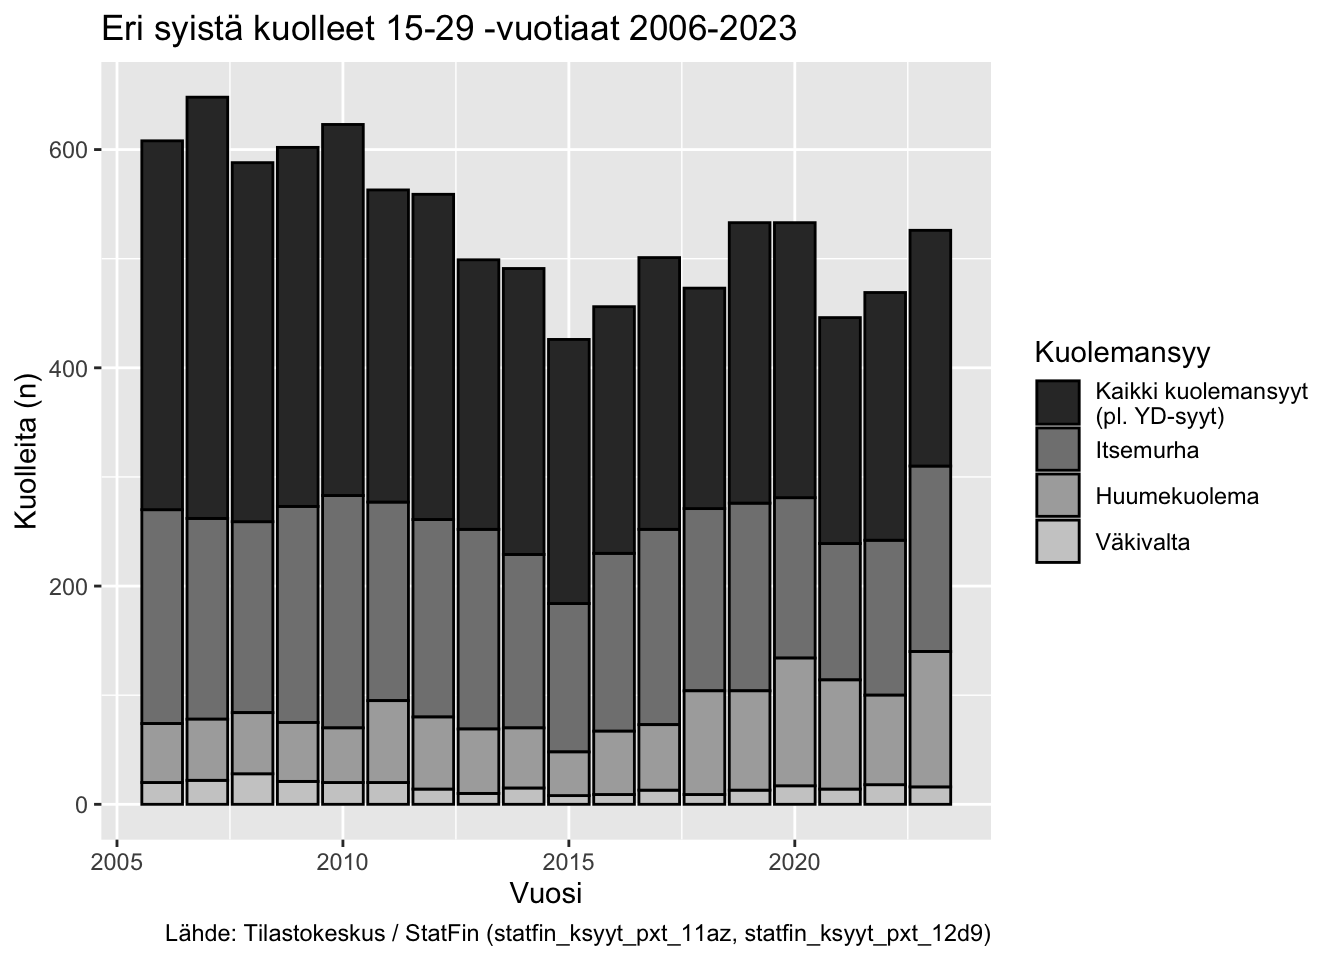 Eri syistä kuolleet 15-29 -vuotiaat 2006-2023
Kuolleita (n)
600
400
200
0
2005
2010
2015
2020
Vuosi
Kuolemansyy
Kaikki kuolemansyyt
(pl. YD-syyt)
Itsemurha
Huumekuolema
Väkivalta
Lähde: Tilastokeskus / StatFin (statfin_ksyyt_pxt_11az, statfin_ksyyt_pxt_12d9)